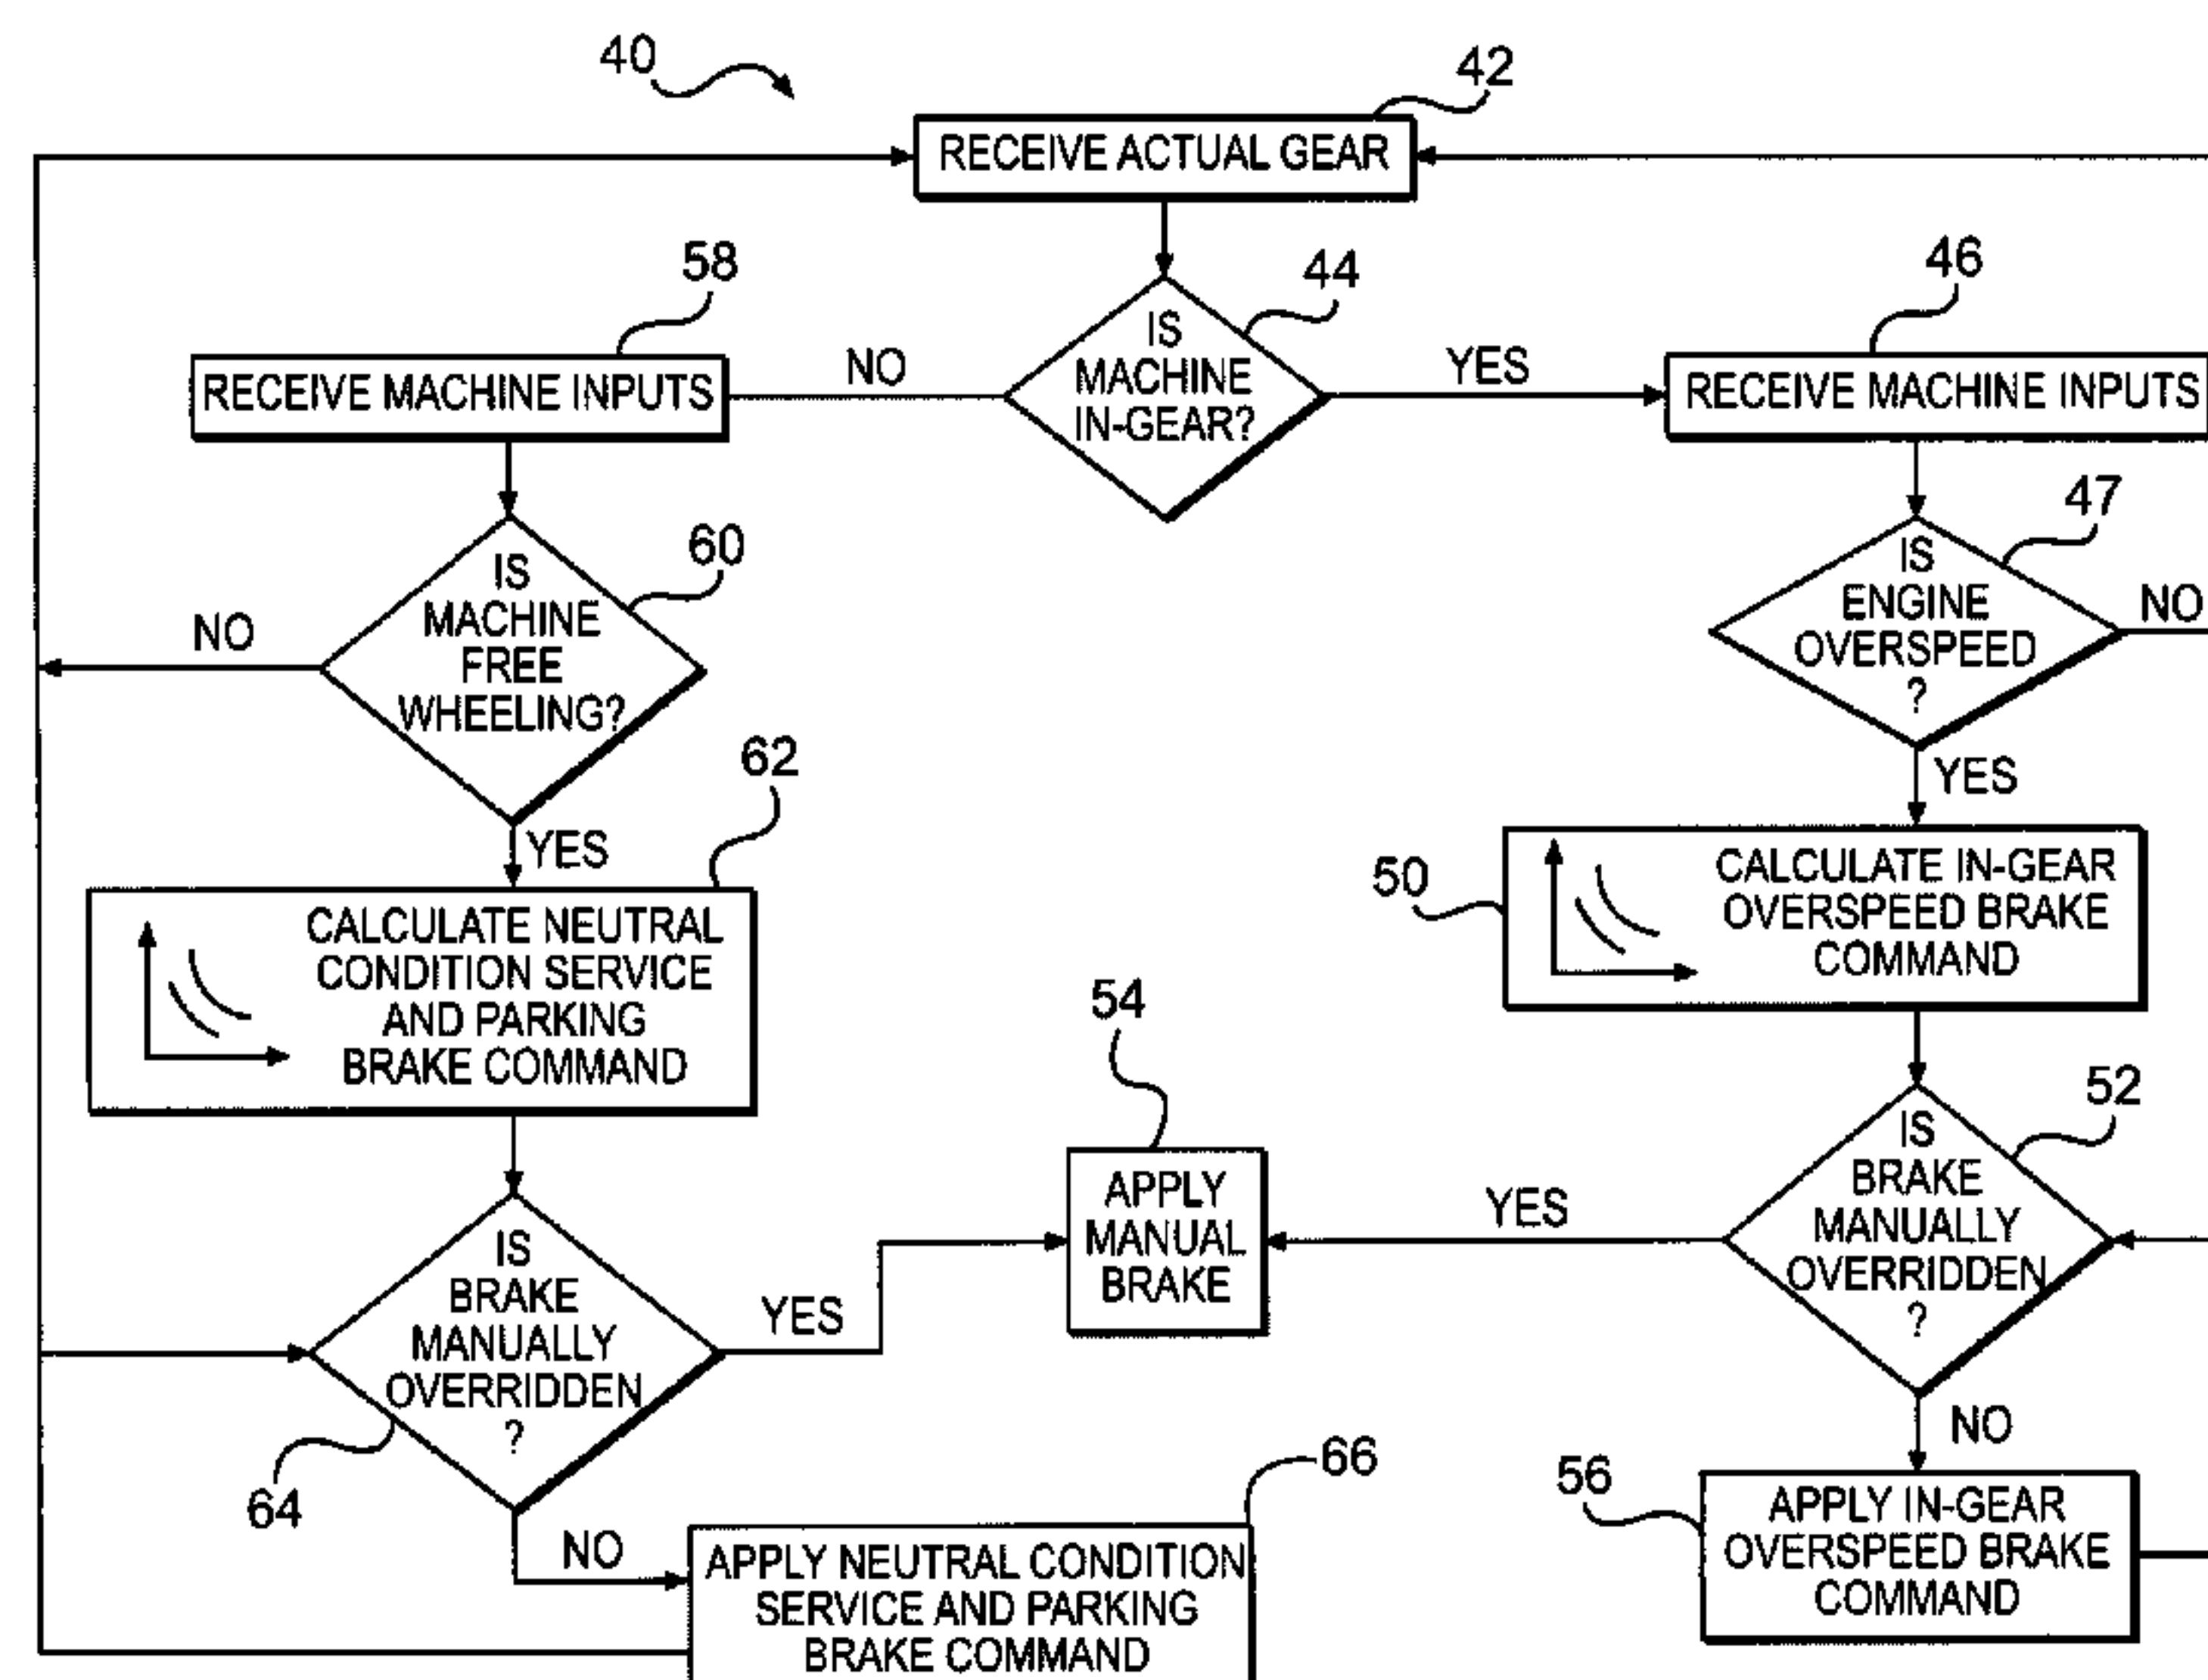 40
42
RECEIVE ACTUAL GEAR
58
44
46
RECEIVE MACHINE INPUTS
NO
IS
MACHINE
IN-GEAR?
YES
RECEIVE MACHINE INPUTS
60
47
IS
MACHINE
FREE
WHEELING?
NO
IS
ENGINE
OVERSPEED
?
NO
YES
62
YES
CALCULATE NEUTRAL
CONDITION SERVICE
AND PARKING
BRAKE COMMAND
50
CALCULATE IN-GEAR
OVERSPEED BRAKE
COMMAND
54
52
APPLY
MANUAL
BRAKE
YES
IS
BRAKE
MANUALLY
OVERRIDDEN
?
IS
BRAKE
MANUALLY
OVERRIDDEN
?
YES
64
NO
66
NO
56
APPLY NEUTRAL CONDITION
SERVICE AND PARKING
BRAKE COMMAND
APPLY IN-GEAR
OVERSPEED BRAKE
COMMAND